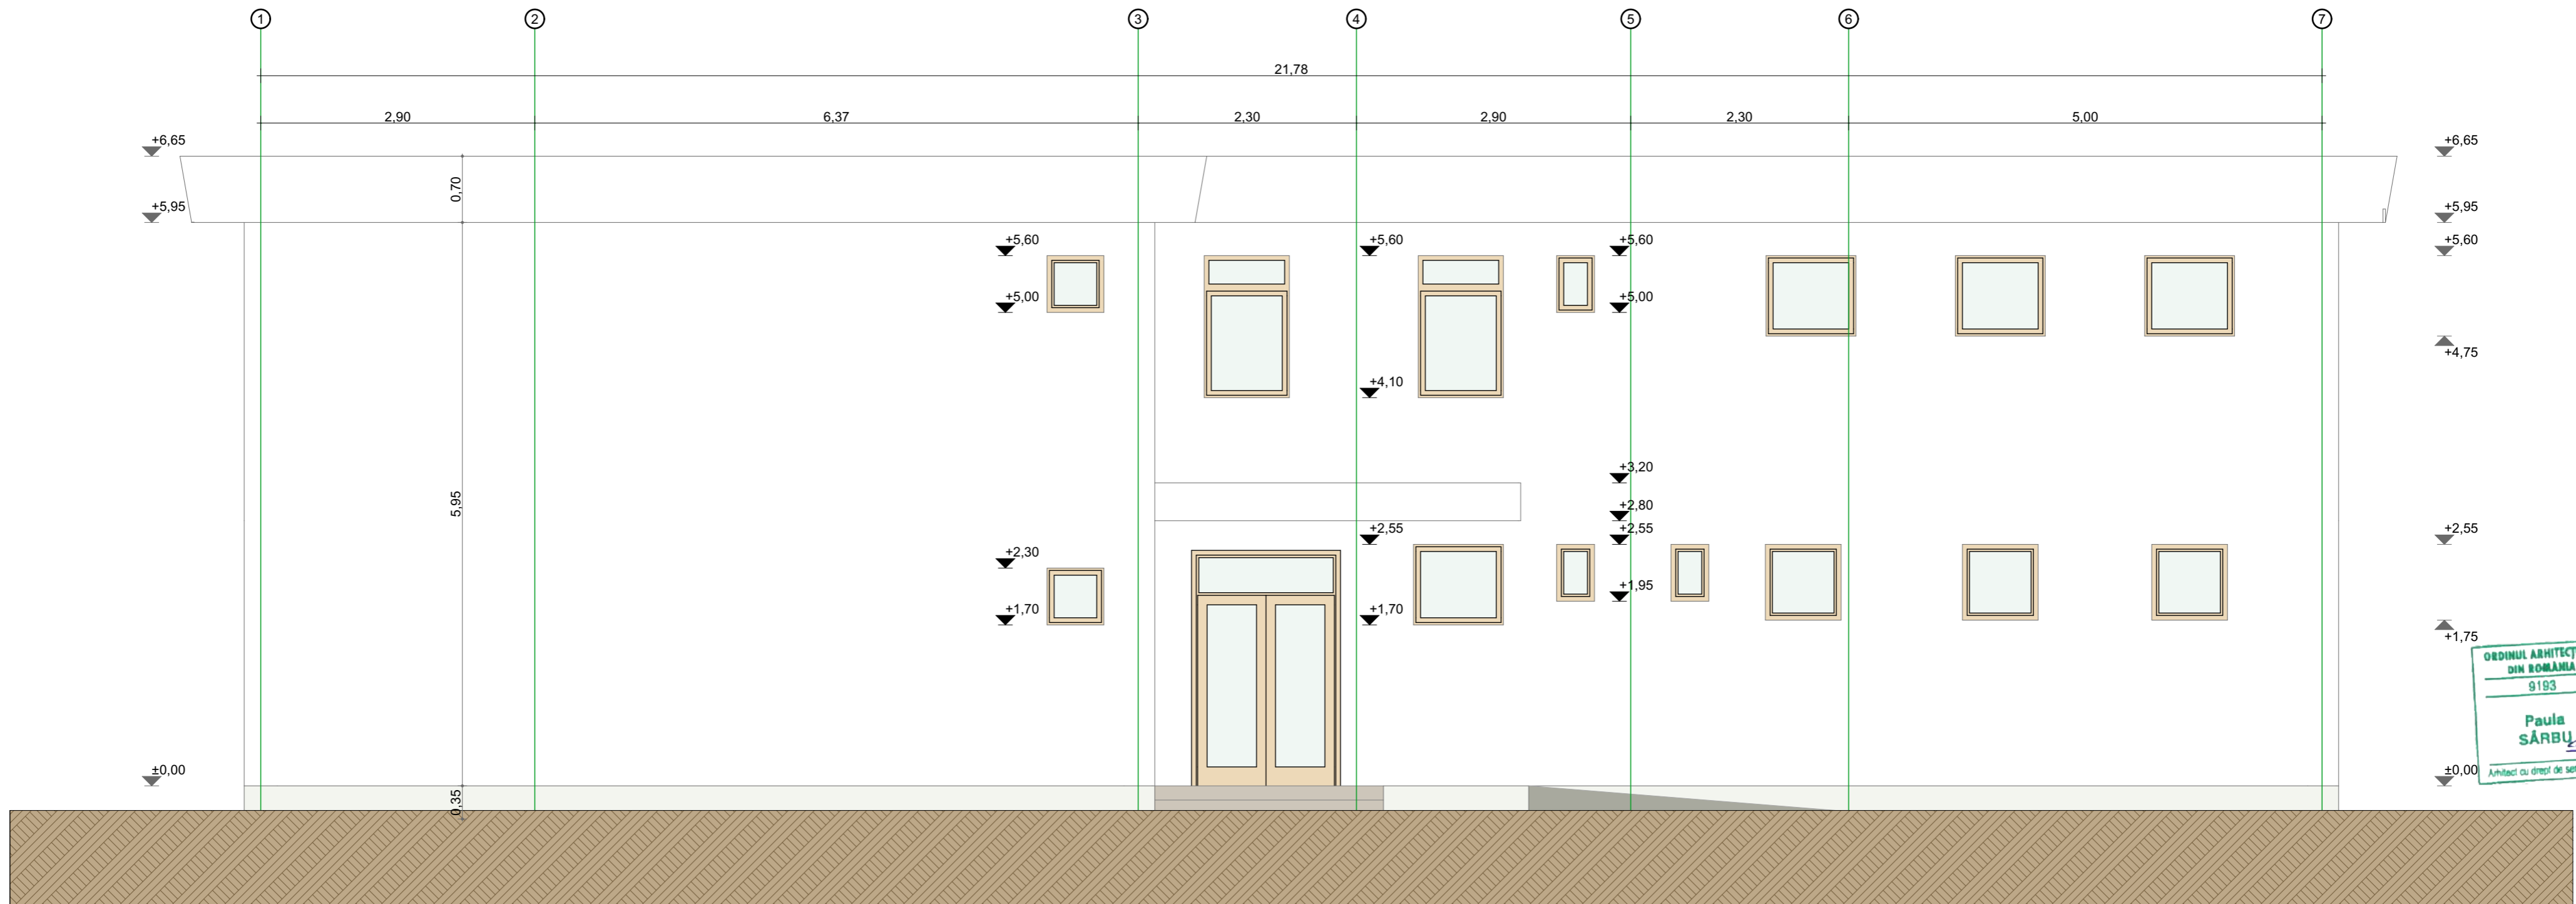 1 2 3 4 5 6 7
21,78
2,90 6,37 2,30 2,90 2,30 5,00
+6,65 +6,65
0,70
+5,95 +5,95
+5,60 +5,60 +5,60 +5,60
+5,00 +5,00
+4,75
+4,10
+3,20
5,95
+2,80
+2,55 +2,55 +2,55
+2,30
+1,95
+1,70 +1,70
+1,75
ORDINUL
DIN ROMÂNIA
9193
Paula
SÂRBU
Arhitect cu drept de
±0,00 ±0,00
0,35